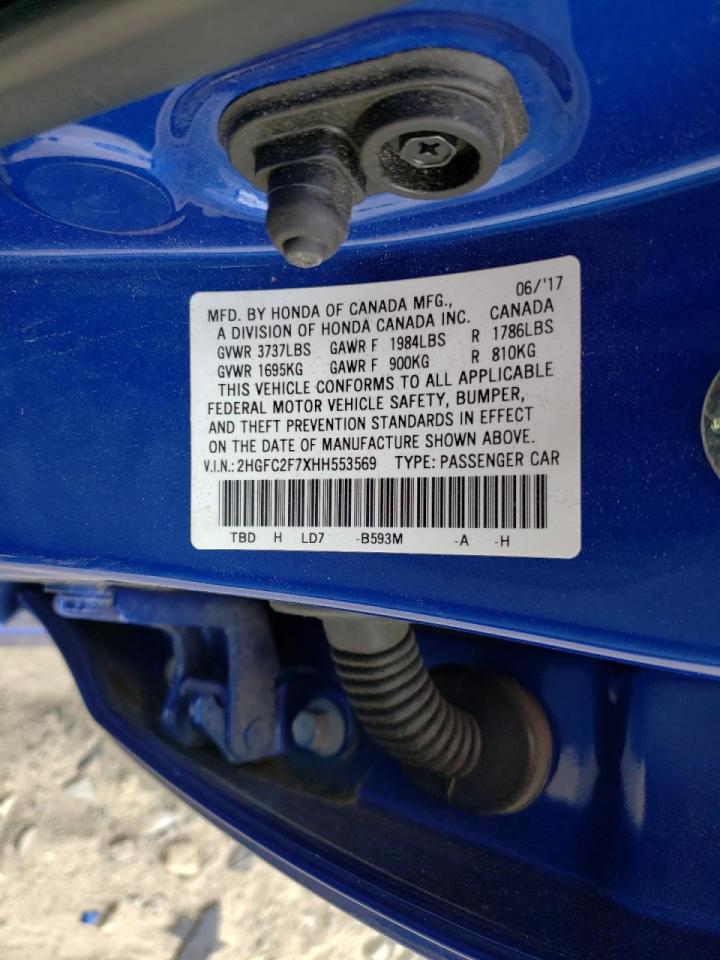 06/'17
MFD. BY HONDA OF CANADA MFG.,
A DIVISION OF HONDA CANADA INC. CANADA
GVWR 3737LBS GAWR F 1984LBS R 1786LBS
GVWR 1695KG GAWR F 900KG R 810KG
THIS VEHICLE CONFORMS TO ALL APPLICABLE
FEDERAL MOTOR VEHICLE SAFETY, BUMPER,
AND THEFT PREVENTION STANDARDS IN EFFECT
ON THE DATE OF MANUFACTURE SHOWN ABOVE.
V.I.N.: 2HGFC2F7XHH553569 TYPE: PASSENGER CAR
TBD H LD7 -B593M -A -H